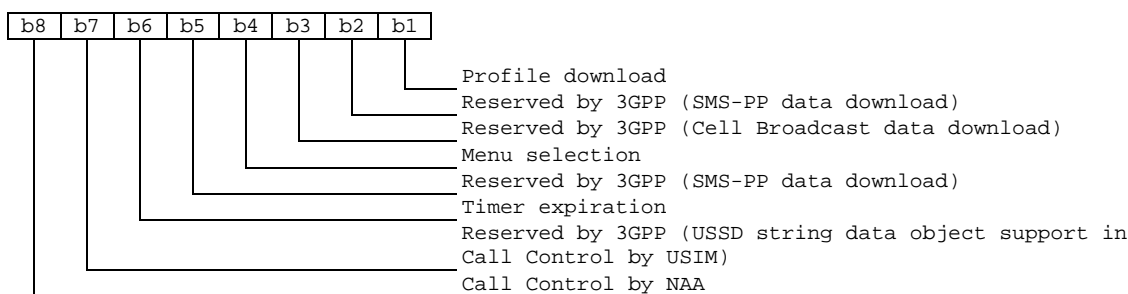 b8 b7 b6 b5 b4 b3 b2 b1
Profile download
Reserved by 3GPP (SMS-PP data download)
Reserved by 3GPP (Cell Broadcast data download)
Menu selection
Reserved by 3GPP (SMS-PP data download)
Timer expiration
Reserved by 3GPP (USSD string data object support in
Call Control by USIM)
Call Control by NAA